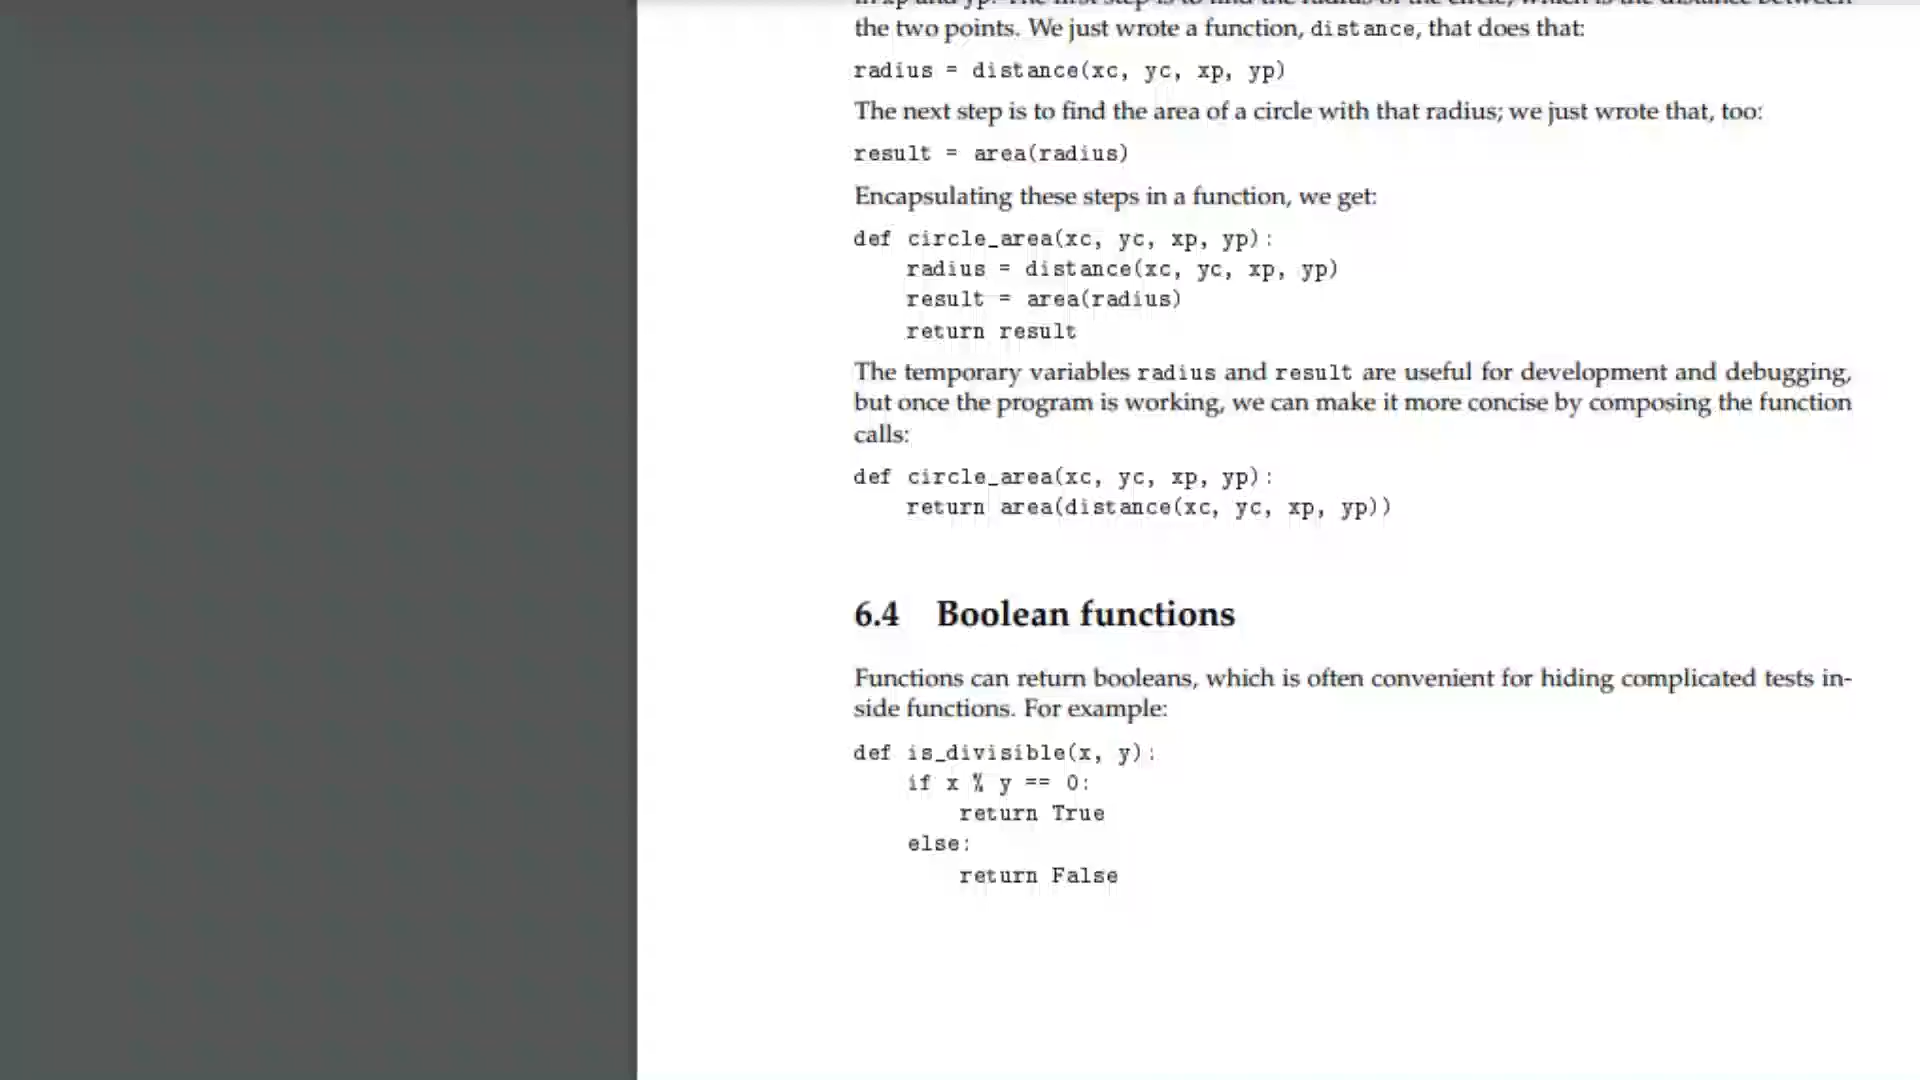 the two points. We just wrote a function, distance, that does that:
radius = distance(xc, yc, xp, yp)
The next step is to find the area of a circle with that radius; we just wrote that, too:
result = area(radius)
Encapsulating these steps in a function, we get:
def circle_area(xc, yc, xp, yp):
    radius = distance(xc, yc, xp, yp)
    result = area(radius)
    return result
The temporary variables radius and result are useful for development and debugging,
but once the program is working, we can make it more concise by composing the function
calls:
def circle_area(xc, yc, xp, yp):
    return area(distance(xc, yc, xp, yp))
6.4 Boolean functions
Functions can return booleans, which is often convenient for hiding complicated tests in-
side functions. For example:
def is_divisible(x, y):
    if x % y == 0:
        return True
    else:
        return False